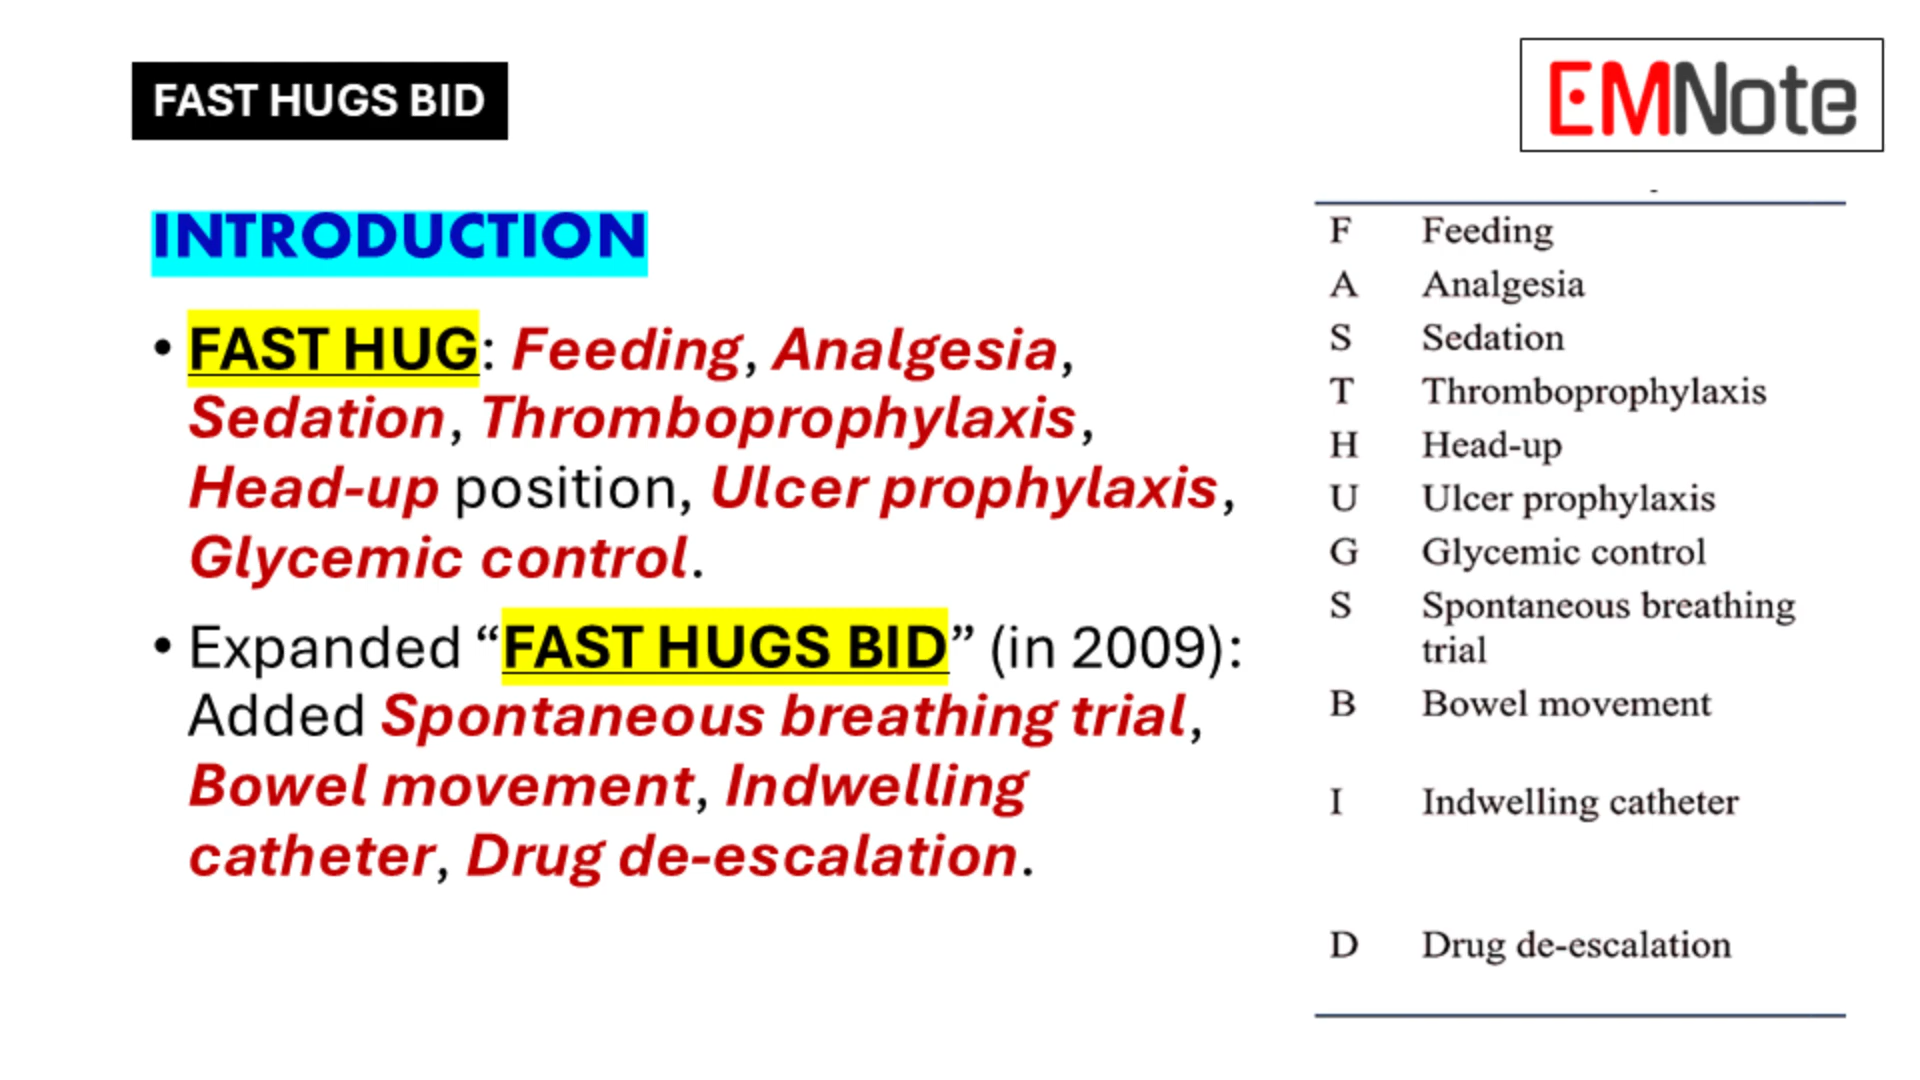 FAST HUGS BID
EMNote
INTRODUCTION
• FAST HUG: Feeding, Analgesia,
Sedation, Thromboprophylaxis,
Head-up position, Ulcer prophylaxis,
Glycemic control.
• Expanded “FAST HUGS BID” (in 2009):
Added Spontaneous breathing trial,
Bowel movement, Indwelling
catheter, Drug de-escalation.
F Feeding
A Analgesia
S Sedation
T Thromboprophylaxis
H Head-up
U Ulcer prophylaxis
G Glycemic control
S Spontaneous breathing
trial
B Bowel movement
I Indwelling catheter
D Drug de-escalation